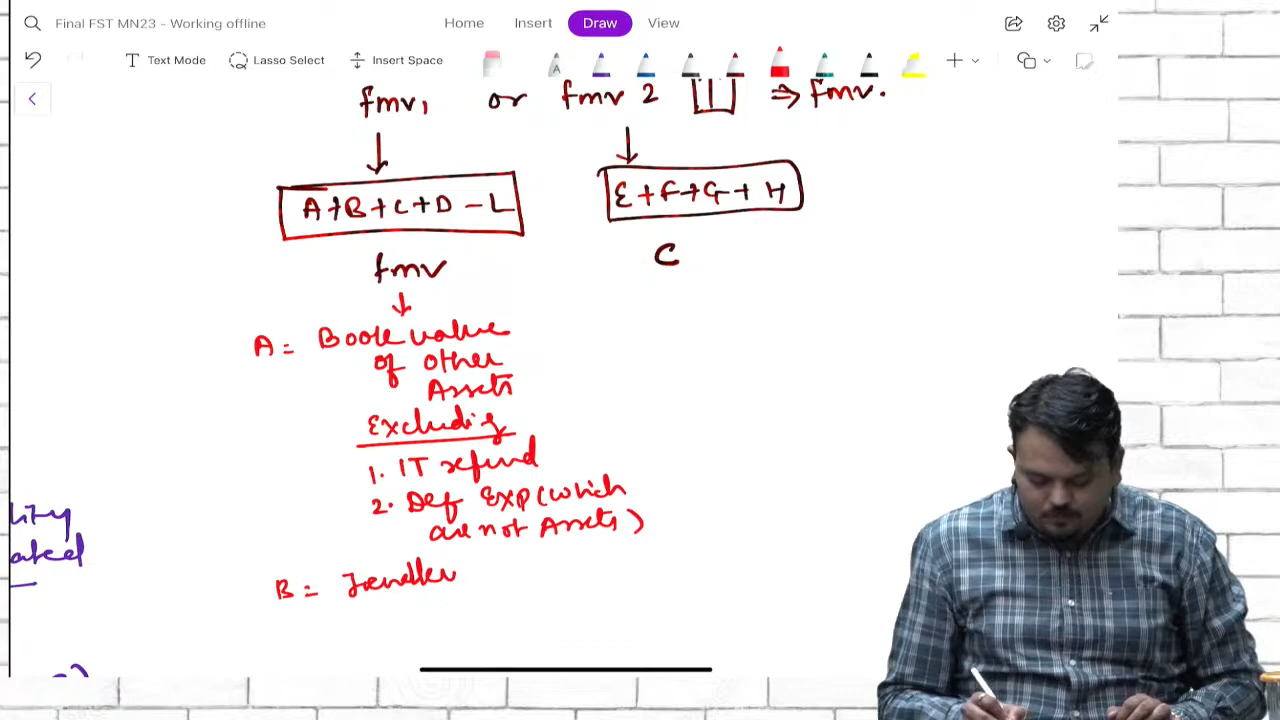 Final FST MN23 - Working offline
Home Insert Draw View
Text Mode Lasso Select Insert Space
fmv1 or fmv 2 ⇒ fmv.
A+B+C+D-L
E+F+G+H
fmv
C
A = Book value
of other
Assets
Excluding
1. IT refund
2. Def Exp (which
are not Assets)
B = Jewellery